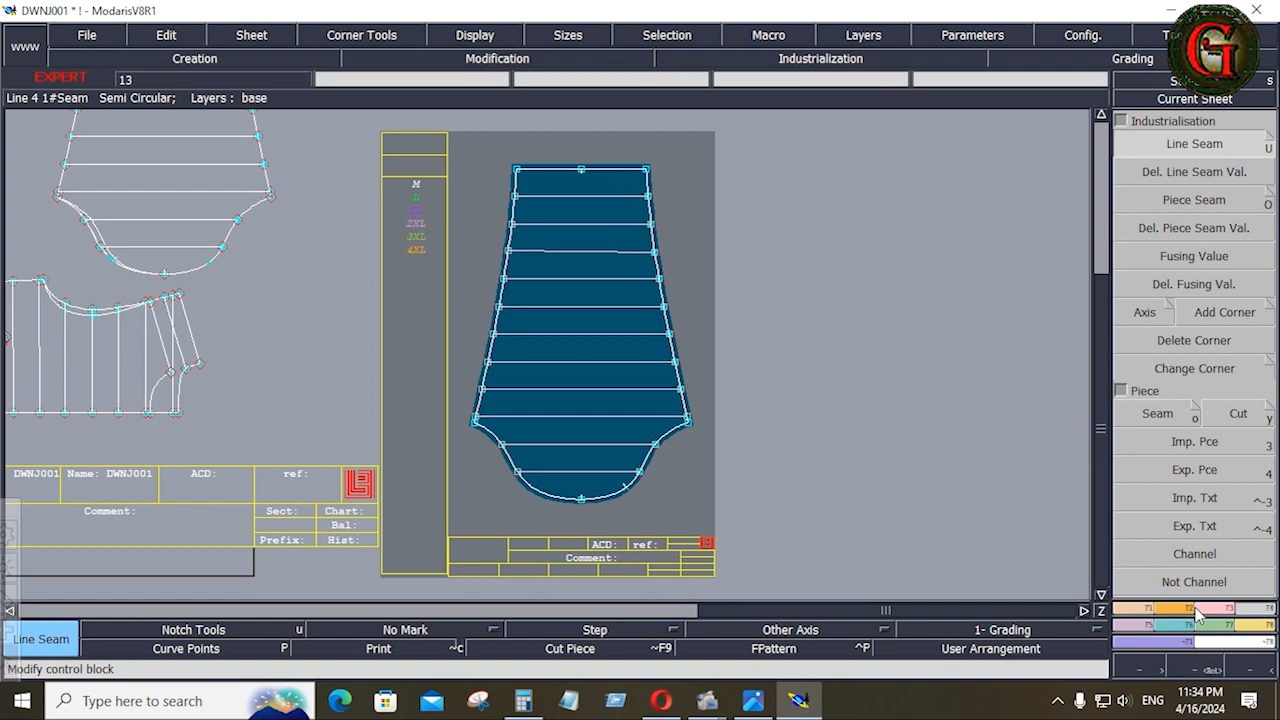 DWNJ001 * ! - ModarisV8R1
www File Edit Sheet Corner Tools Display Sizes Selection Macro Layers Parameters Config.
Creation Modification Industrialization Grading
EXPERT 13
Line 4 1#Seam Semi Circular; Layers : base
Current Sheet
Industrialisation
Line Seam U
Del. Line Seam Val.
Piece Seam O
Del. Piece Seam Val.
Fusing Value
Del. Fusing Val.
Axis Add Corner
Delete Corner
Change Corner
Piece
Seam o Cut y
Imp. Pce 3
Exp. Pce 4
Imp. Txt ^~3
Exp. Txt ^~4
Channel
Not Channel
M
L
2XL
3XL
4XL
DWNJ001 Name: DWNJ001 ACD: ref:
Comment: Sect: Chart:
Bal:
Prefix: Hist:
ACD: ref:
Comment:
Z
Line Seam
Notch Tools u No Mark Step Other Axis 1- Grading
Curve Points P Print ~c Cut Piece ~F9 FPattern ^P User Arrangement
Modify control block
Type here to search
ENG
11:34 PM
4/16/2024
G